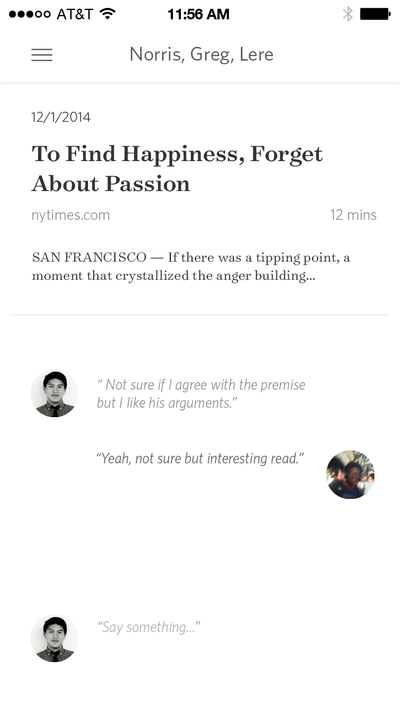 AT&T 11:56 AM
Norris, Greg, Lere
12/1/2014
To Find Happiness, Forget
About Passion
nytimes.com 12 mins
SAN FRANCISCO — If there was a tipping point, a
moment that crystallized the anger building...
“ Not sure if I agree with the premise
but I like his arguments.”
“Yeah, not sure but interesting read.”
“Say something...”